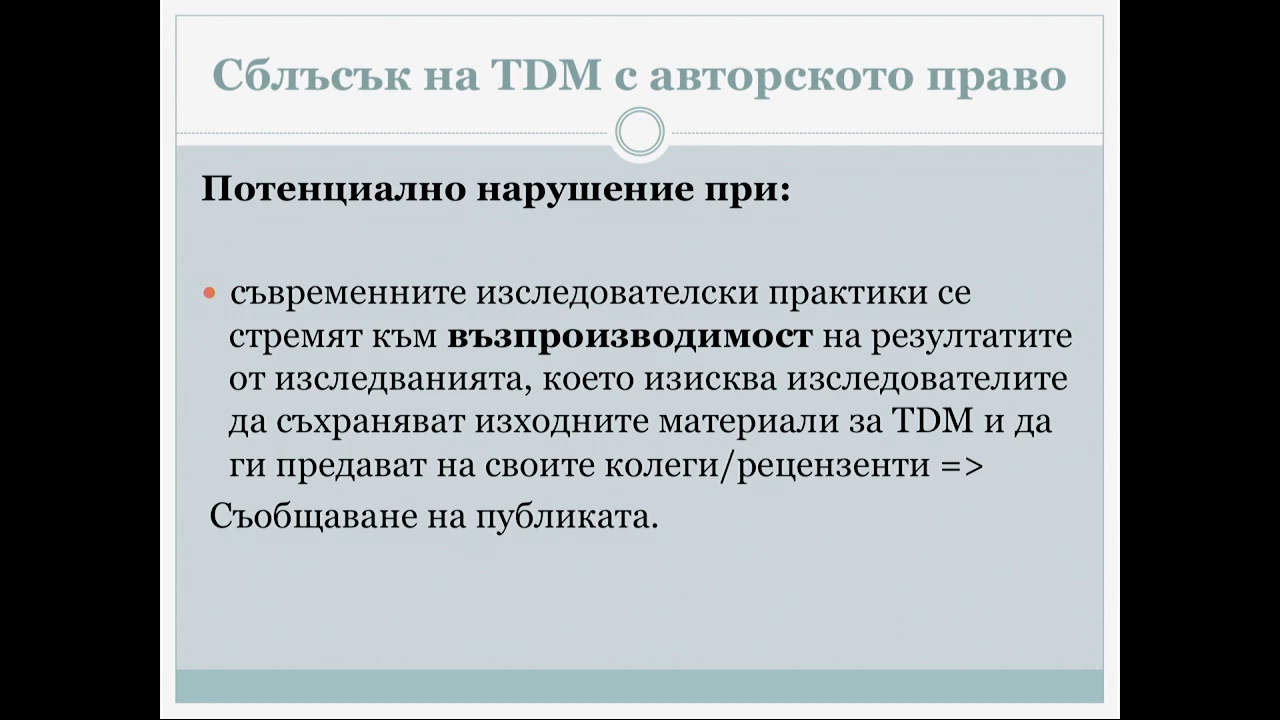 Сблъсък на TDM с авторското право
Потенциално нарушение при:
• съвременните изследователски практики се
стремят към възпроизводимост на резултатите
от изследванията, което изисква изследователите
да съхраняват изходните материали за TDM и да
ги предават на своите колеги/рецензенти =>
Съобщаване на публиката.